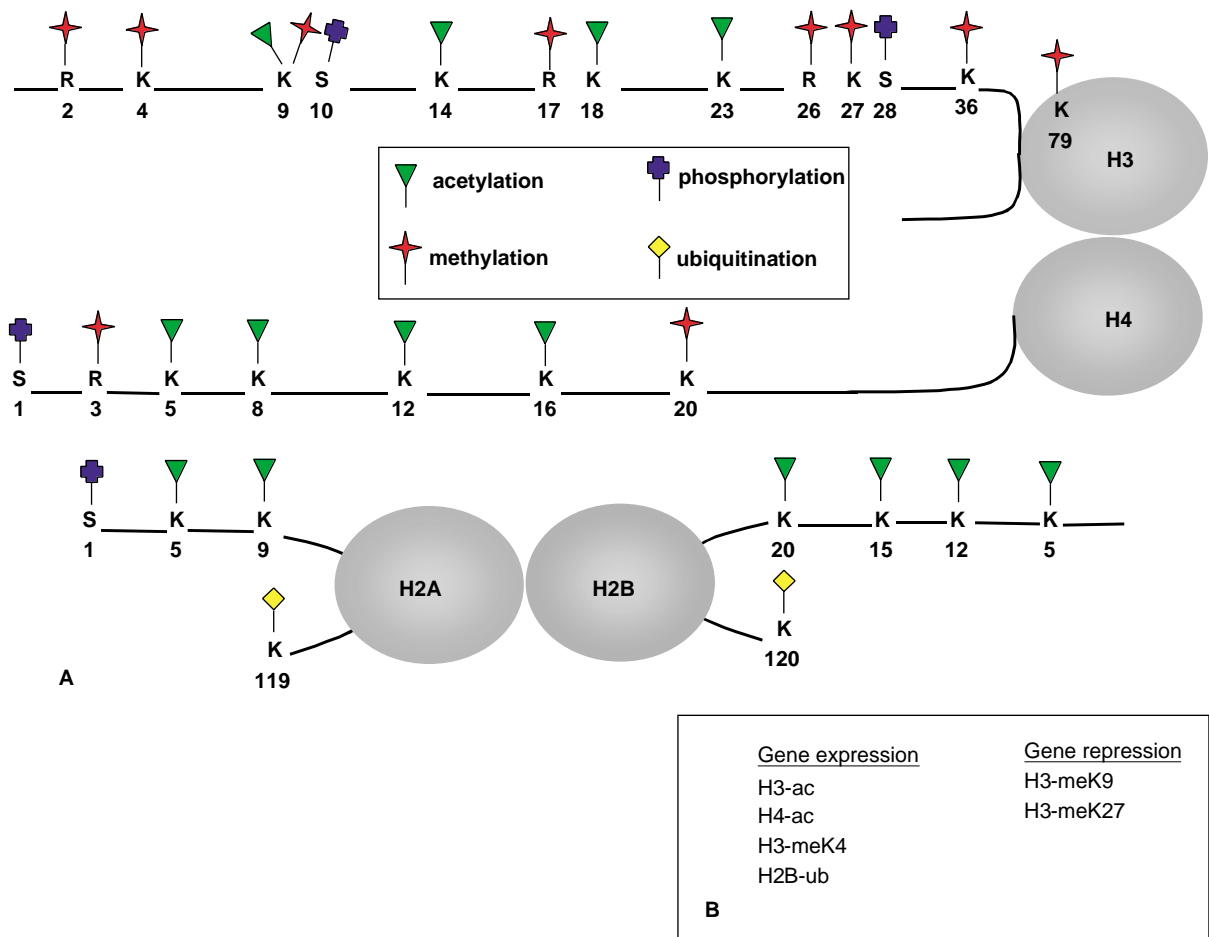 R K K S K R K K R K S K K
2 4 9 10 14 17 18 23 26 27 28 36 79
H3
acetylation phosphorylation
methylation ubiquitination
H4
S R K K K K K
1 3 5 8 12 16 20
S K K K K K K
1 5 9 20 15 12 5
H2A H2B
K K
119 120
A
Gene expression Gene repression
H3-ac H3-meK9
H4-ac H3-meK27
H3-meK4
H2B-ub
B